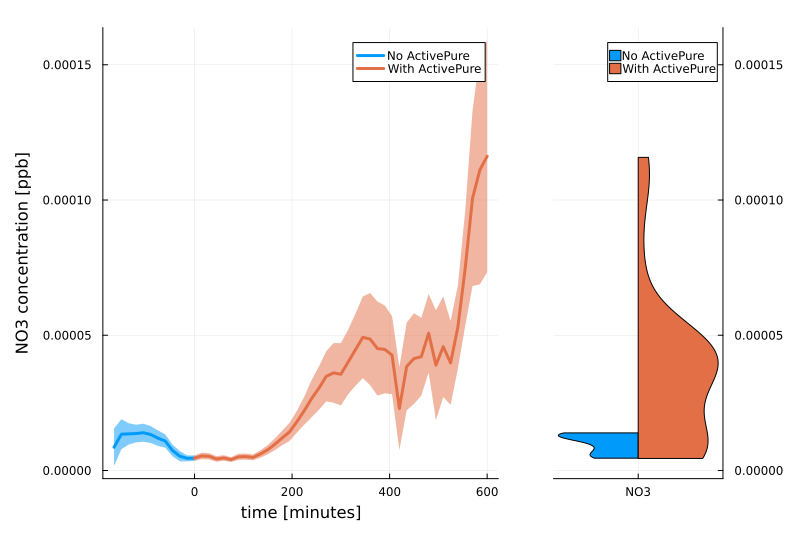 NO3 concentration [ppb]
0.00015
0.00010
0.00005
0.00000
No ActivePure
With ActivePure
0
200
400
600
time [minutes]
No ActivePure
With ActivePure
0.00015
0.00010
0.00005
0.00000
NO3